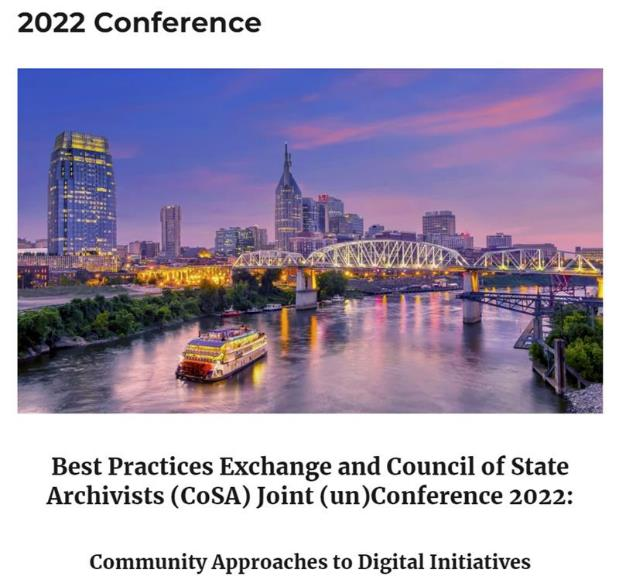 2022 Conference
Best Practices Exchange and Council of State
Archivists (CoSA) Joint (un)Conference 2022:
Community Approaches to Digital Initiatives